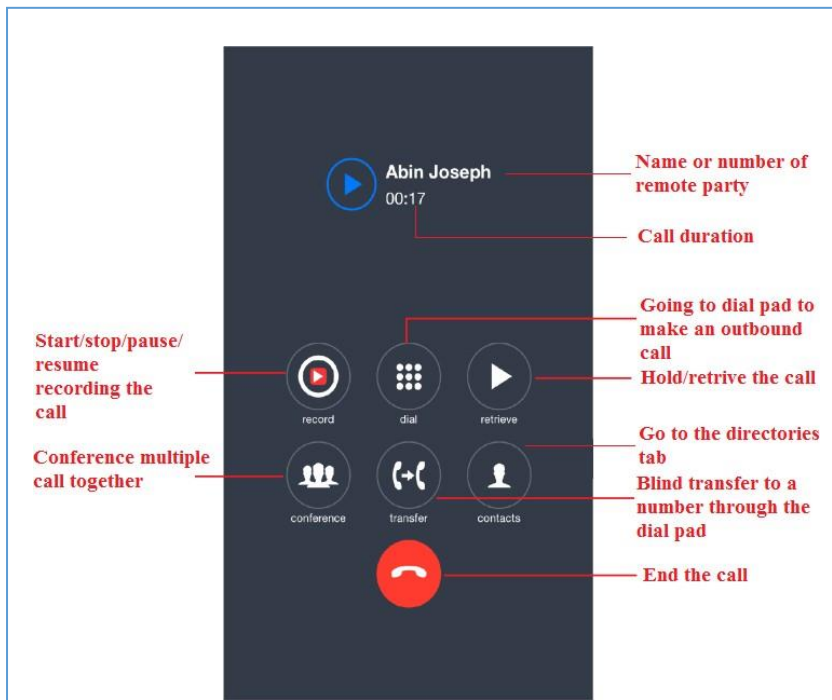 Abin Joseph
00:17
Name or number of
remote party
Call duration
Going to dial pad to
make an outbound
call
Start/stop/pause/
resume
recording the
call
Hold/retrive the call
record
dial
retrieve
Go to the directories
tab
Conference multiple
call together
Blind transfer to a
number through the
dial pad
conference
transfer
contacts
End the call